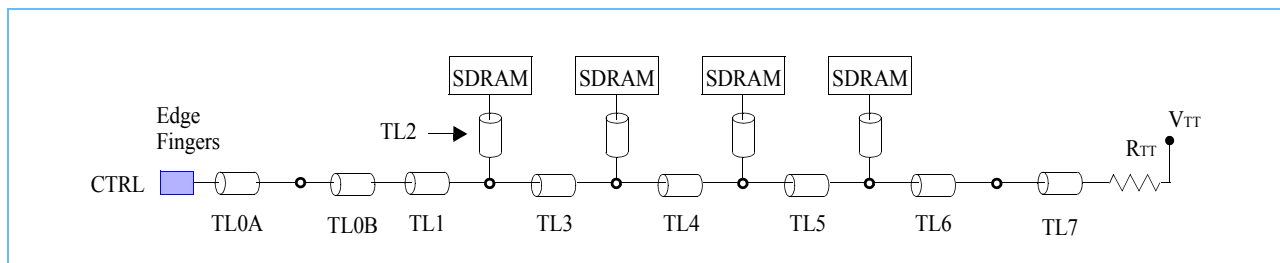 SDRAM SDRAM SDRAM SDRAM
Edge
Fingers
TL2
VTT
RTT
CTRL
TL0A TL0B TL1 TL3 TL4 TL5 TL6 TL7